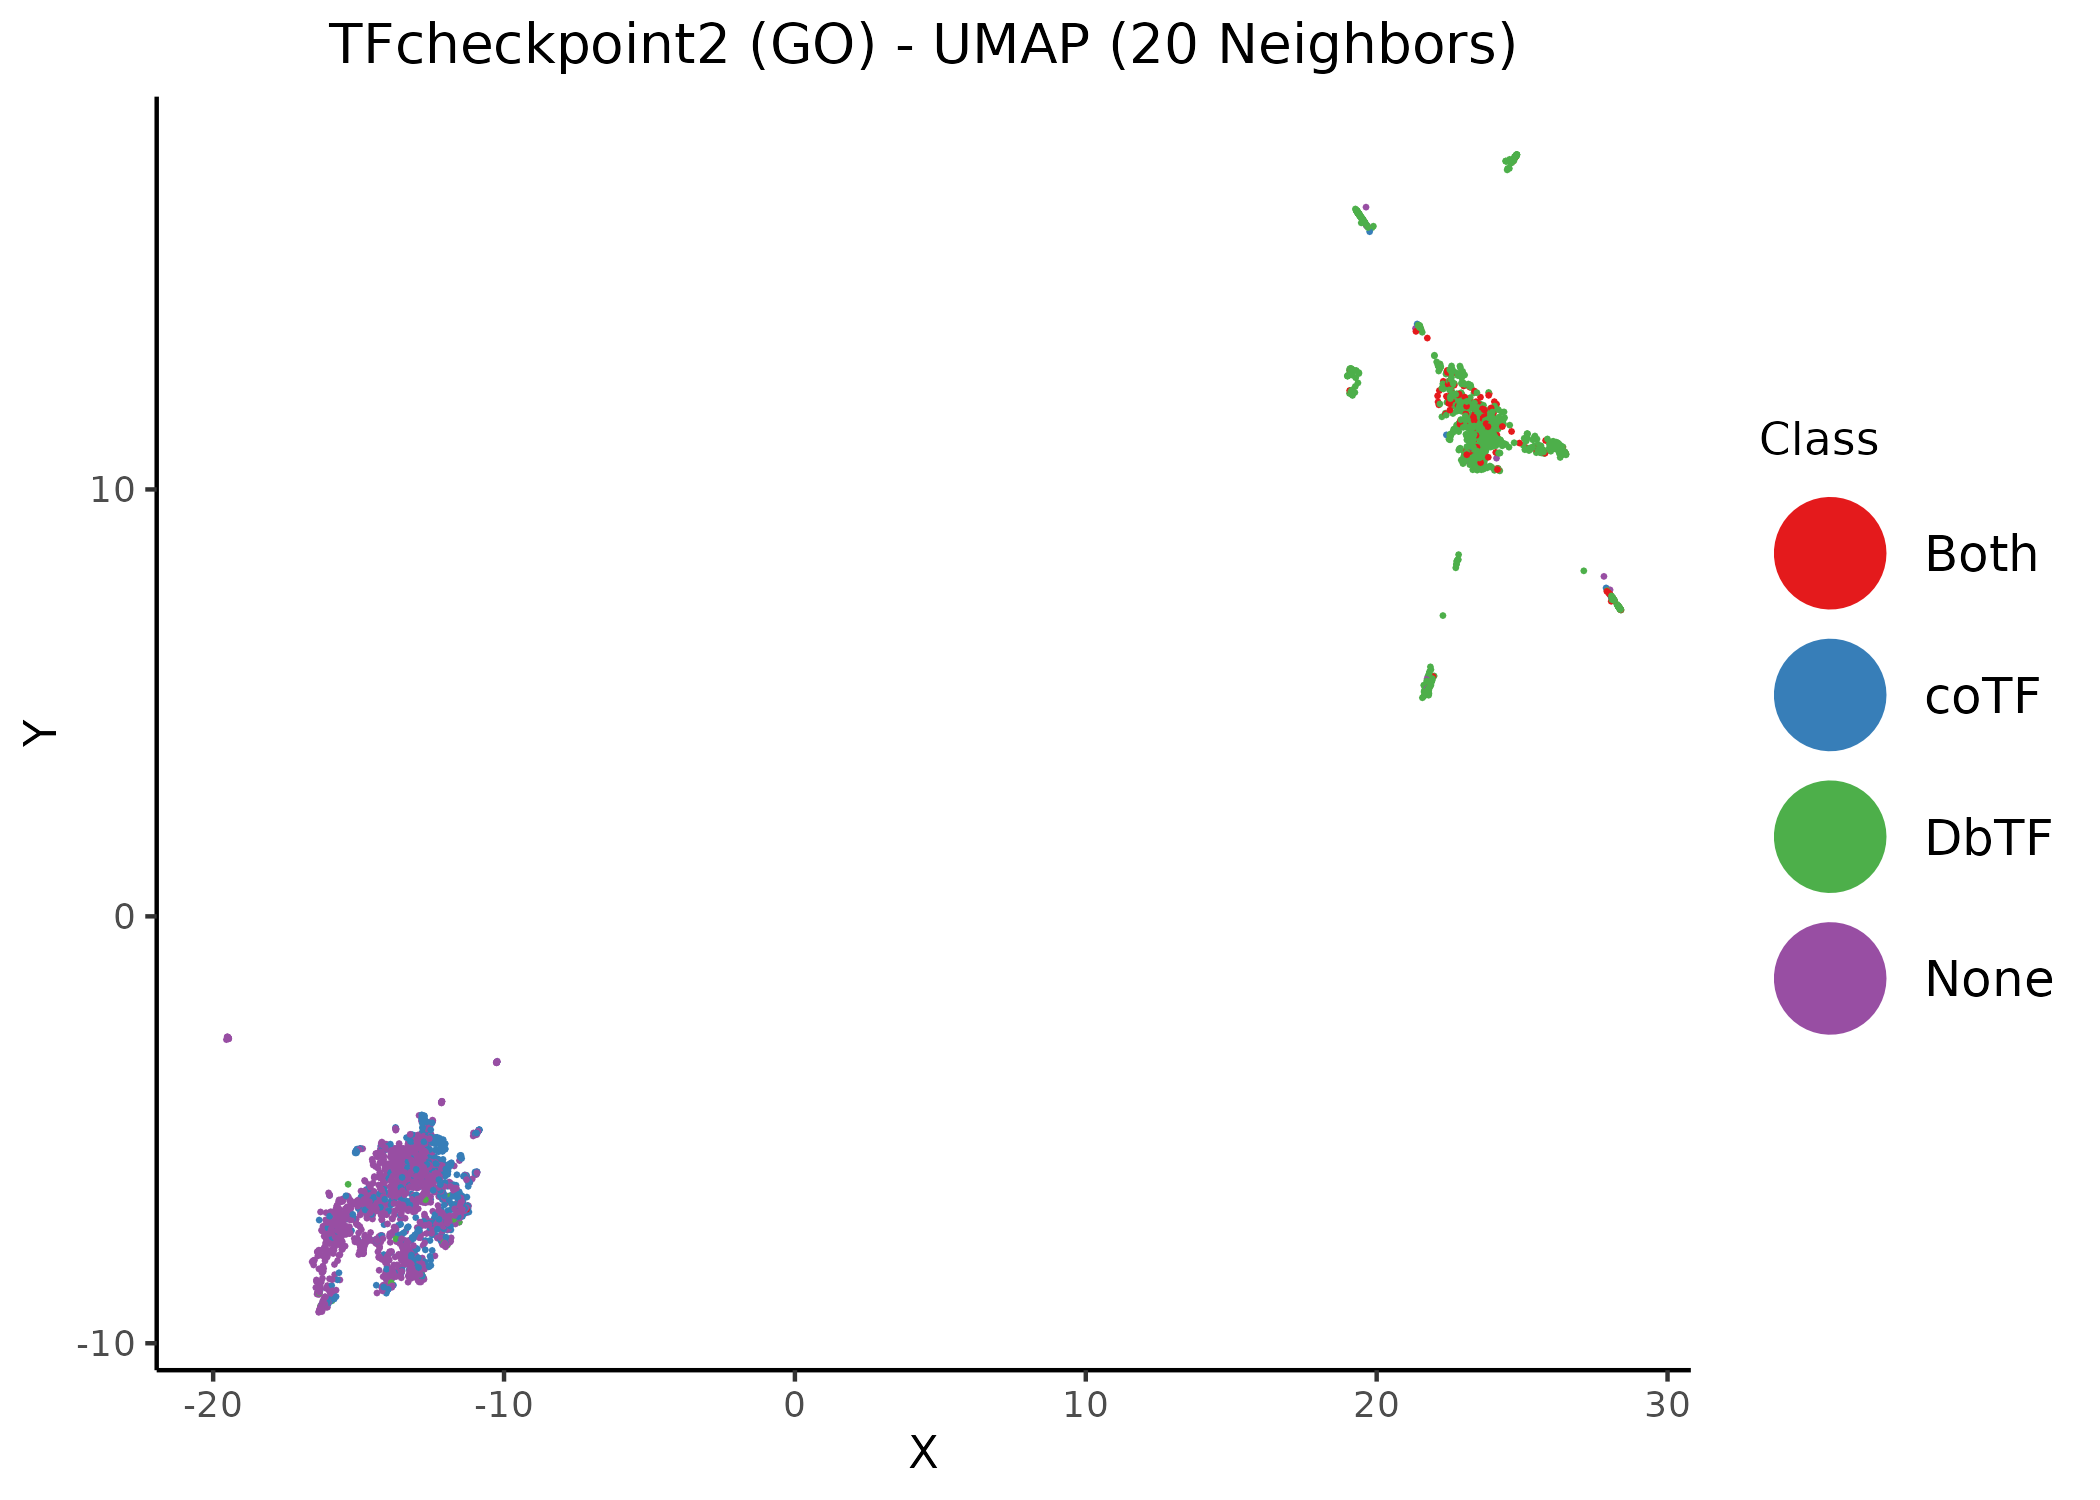 TFcheckpoint2 (GO) - UMAP (20 Neighbors)
Y
10
0
-10
-20
-10
0
10
20
30
X
Class
Both
coTF
DbTF
None